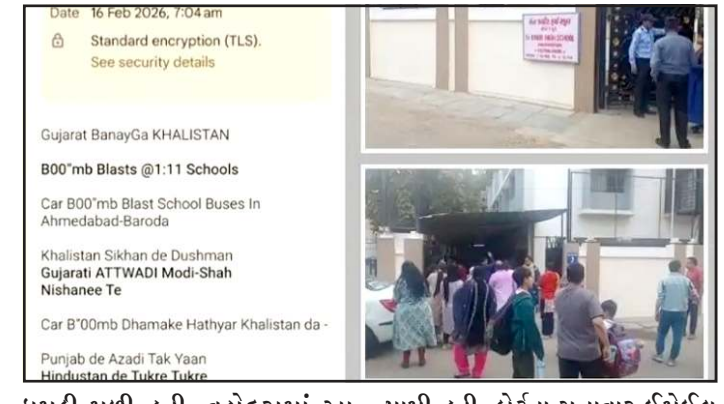 Date 16 Feb 2026, 7:04 am
Standard encryption (TLS).
See security details
Gujarat BanayGa KHALISTAN
B00"mb Blasts @1:11 Schools
Car B00"mb Blast School Buses In
Ahmedabad-Baroda
Khalistan Sikhan de Dushman
Gujarati ATTWADI Modi-Shah
Nishanee Te
Car B"00mb Dhamake Hathyar Khalistan da -
Punjab de Azadi Tak Yaan
Hindustan de Tukre Tukre
HIGH SCHOOL